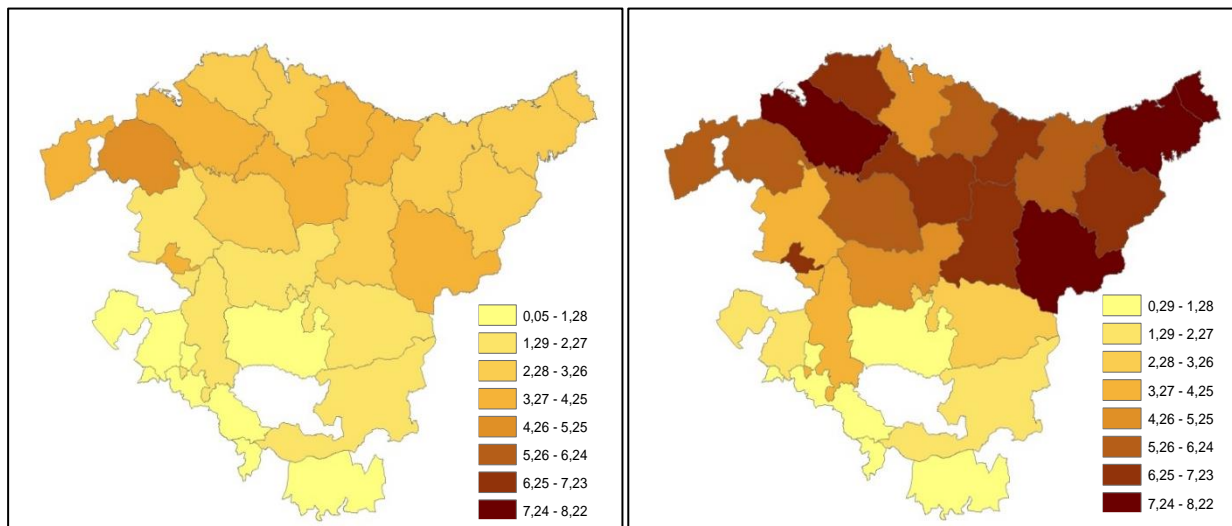 0,05 - 1,28
1,29 - 2,27
2,28 - 3,26
3,27 - 4,25
4,26 - 5,25
5,26 - 6,24
6,25 - 7,23
7,24 - 8,22
0,29 - 1,28
1,29 - 2,27
2,28 - 3,26
3,27 - 4,25
4,26 - 5,25
5,26 - 6,24
6,25 - 7,23
7,24 - 8,22